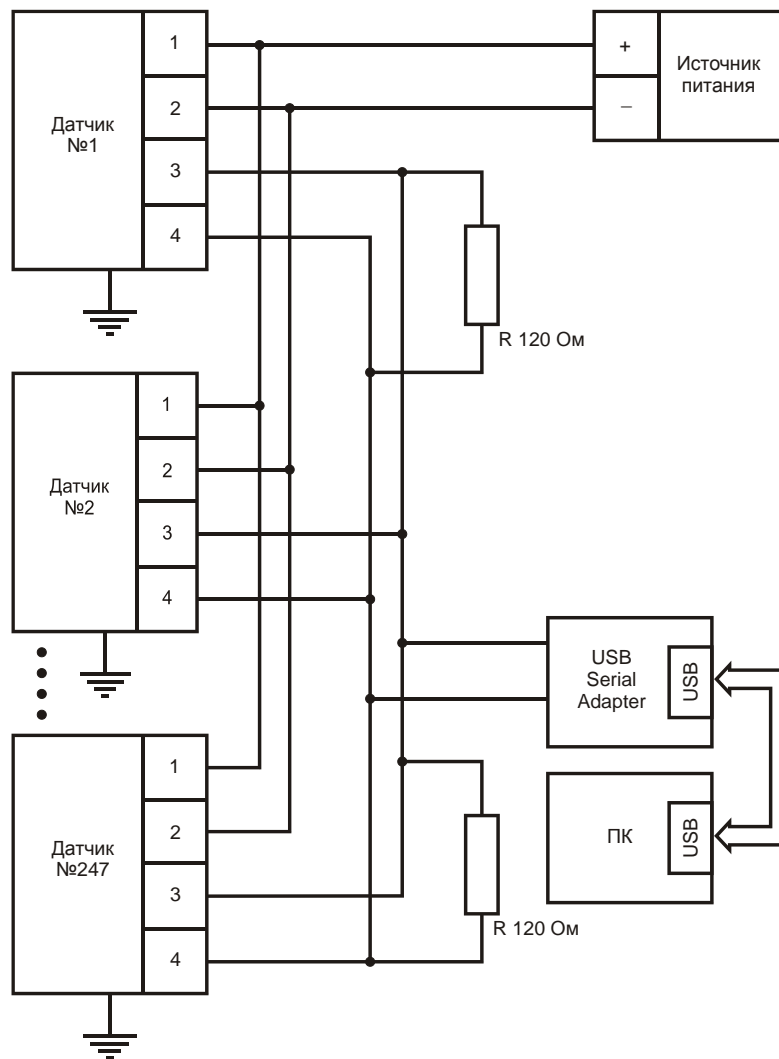 Датчик
№1
1
2
3
4
+
–
Источник
питания
R 120 Ом
Датчик
№2
1
2
3
4
USB
Serial
Adapter
USB
Датчик
№247
1
2
3
4
ПК
USB
R 120 Ом